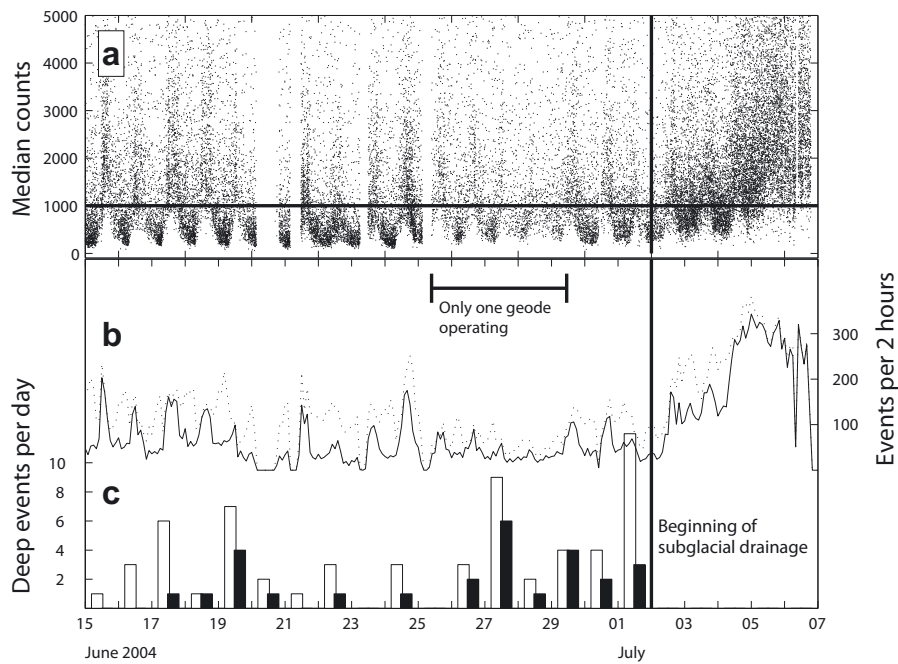 5000
a
4000
3000
2000
1000
0
Median counts
b
Only one geode
operating
300
200
100
Events per 2 hours
Deep events per day
10
8
6
4
2
c
Beginning of
subglacial drainage
15 17 19 21 23 25 27 29 01 03 05 07
June 2004 July